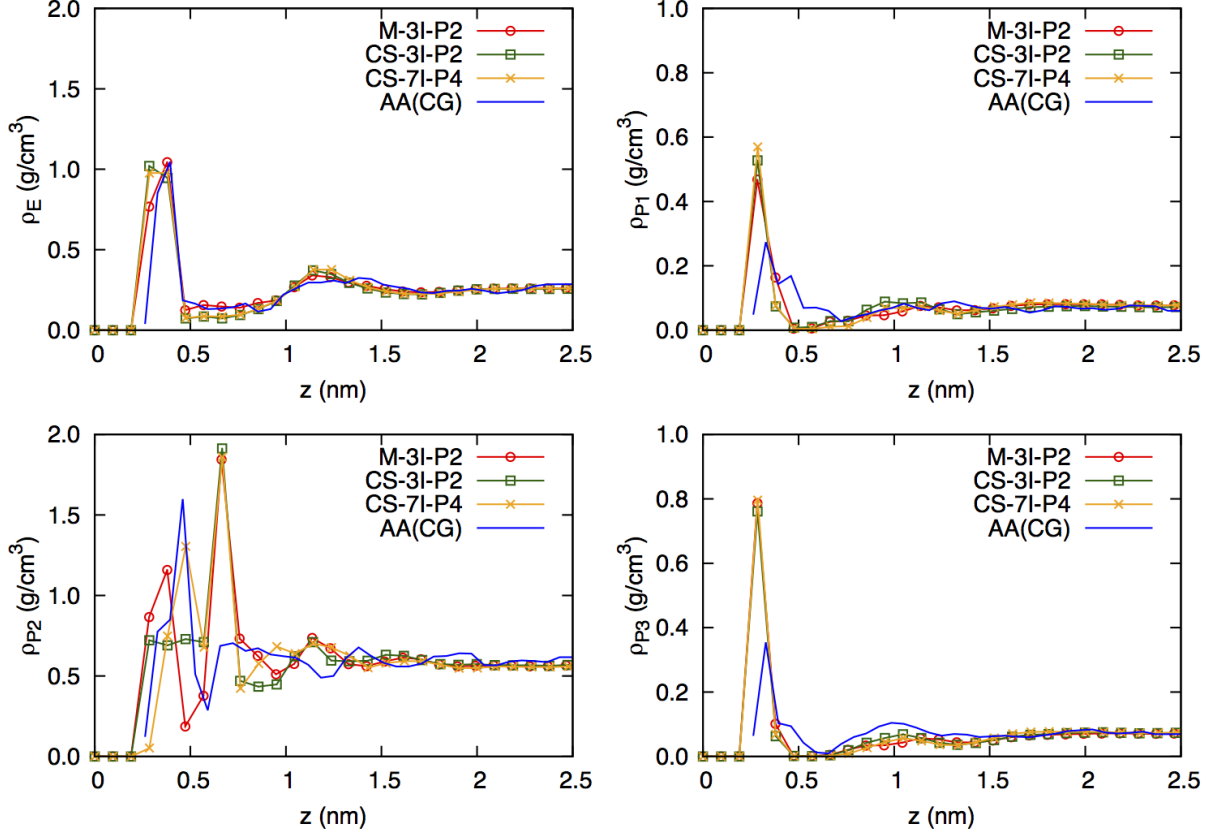 2.0
1.5
1.0
0.5
0.0
ρE (g/cm3)
M-3I-P2
CS-3I-P2
CS-7I-P4
AA(CG)
0 0.5 1 1.5 2 2.5
z (nm)
1.0
0.8
0.6
0.4
0.2
0.0
ρP1 (g/cm3)
M-3I-P2
CS-3I-P2
CS-7I-P4
AA(CG)
0 0.5 1 1.5 2 2.5
z (nm)
2.0
1.5
1.0
0.5
0.0
ρP2 (g/cm3)
M-3I-P2
CS-3I-P2
CS-7I-P4
AA(CG)
0 0.5 1 1.5 2 2.5
z (nm)
1.0
0.8
0.6
0.4
0.2
0.0
ρP3 (g/cm3)
M-3I-P2
CS-3I-P2
CS-7I-P4
AA(CG)
0 0.5 1 1.5 2 2.5
z (nm)